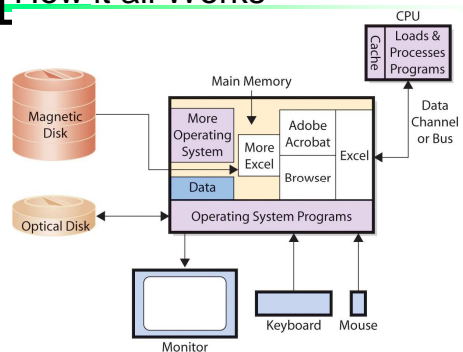 How it all Works
CPU
Cache
Loads &
Processes
Programs
Main Memory
Magnetic
Disk
More
Operating
System
Adobe
Acrobat
More
Excel
Excel
Data
Channel
or Bus
Browser
Data
Optical Disk
Operating System Programs
Keyboard
Mouse
Monitor